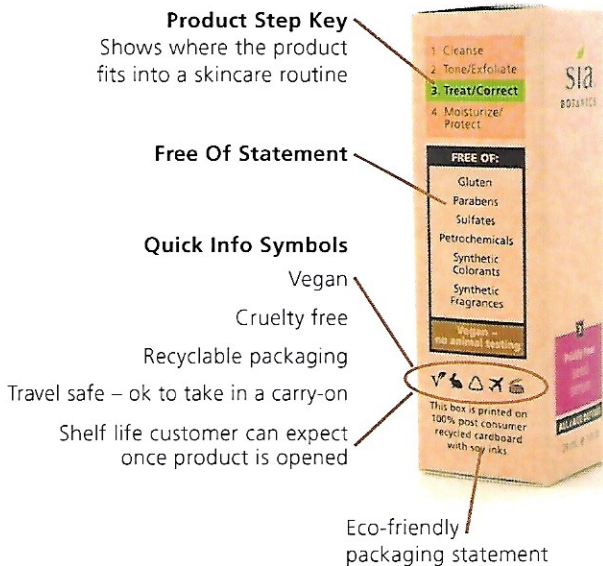 Product Step Key
Shows where the product
fits into a skincare routine
Free Of Statement
Quick Info Symbols
Vegan
Cruelty free
Recyclable packaging
Travel safe – ok to take in a carry-on
Shelf life customer can expect
once product is opened
Eco-friendly
packaging statement
1 Cleanse
2 Tone/Exfoliate
3. Treat/Correct
4 Moisturize/
Protect
FREE OF:
Gluten
Parabens
Sulfates
Petrochemicals
Synthetic
Colorants
Synthetic
Fragrances
Vegan –
no animal testing
This box is printed on
100% post consumer
recycled cardboard
with soy inks
sia
BOTANICS